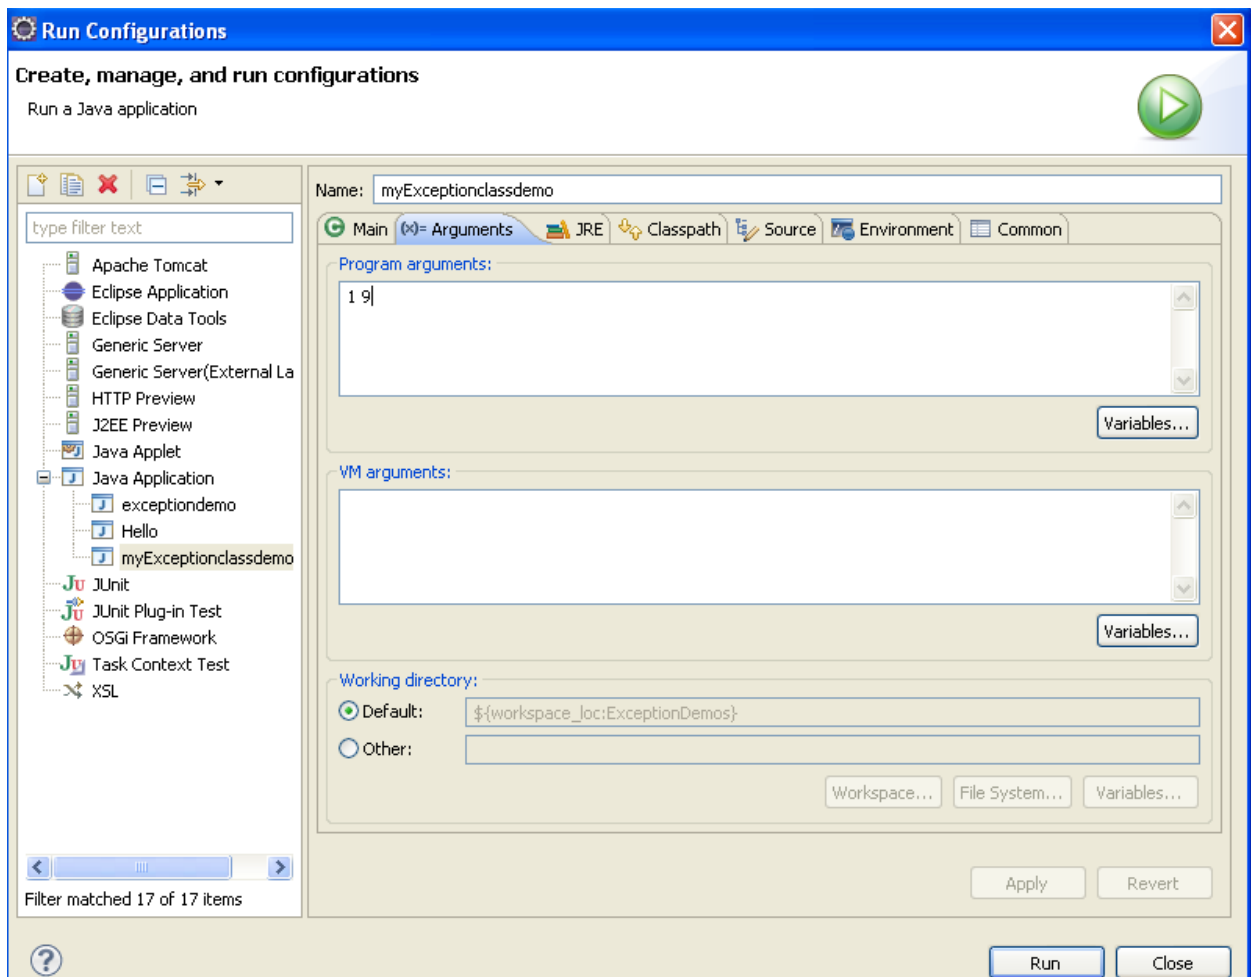 Run Configurations
Create, manage, and run configurations
Run a Java application
type filter text
Apache Tomcat
Eclipse Application
Eclipse Data Tools
Generic Server
Generic Server(External La
HTTP Preview
J2EE Preview
Java Applet
Java Application
exceptiondemo
Hello
myExceptionclassdemo
JUnit
JUnit Plug-in Test
OSGi Framework
Task Context Test
XSL
Filter matched 17 of 17 items
Name: myExceptionclassdemo
Main (x)= Arguments JRE Classpath Source Environment Common
Program arguments:
1 9
Variables...
VM arguments:
Variables...
Working directory:
Default: ${workspace_loc:ExceptionDemos}
Other:
Workspace... File System... Variables...
Apply Revert
Run Close